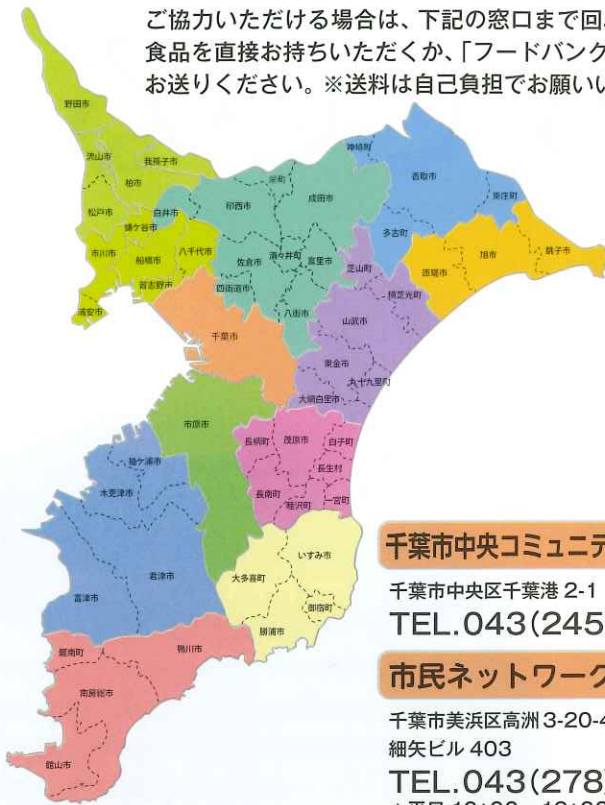 ご協力いただける場合は、下記の窓口まで回
食品を直接お持ちいただくか、「フードバンク
お送りください。※送料は自己負担でお願いい
野田市
流山市
我孫子市
柏市
松戸市
鎌ケ谷市
白井市
市川市
船橋市
八千代市
習志野市
浦安市
印西市
栄町
成田市
佐倉市
酒々井町
富里市
四街道市
八街市
神崎町
香取市
東庄町
多古町
匝瑳市
旭市
銚子市
芝山町
横芝光町
山武市
東金市
九十九里町
大網白里市
千葉市
市原市
長柄町
茂原市
白子町
長生村
長南町
睦沢町
一宮町
袖ケ浦市
木更津市
君津市
富津市
いすみ市
大多喜町
御宿町
勝浦市
鋸南町
鴨川市
南房総市
館山市
千葉市中央コミュニテ
千葉市中央区千葉港 2-1
TEL.043(245
市民ネットワーク
千葉市美浜区高洲 3-20-4
細矢ビル 403
TEL.043(278)